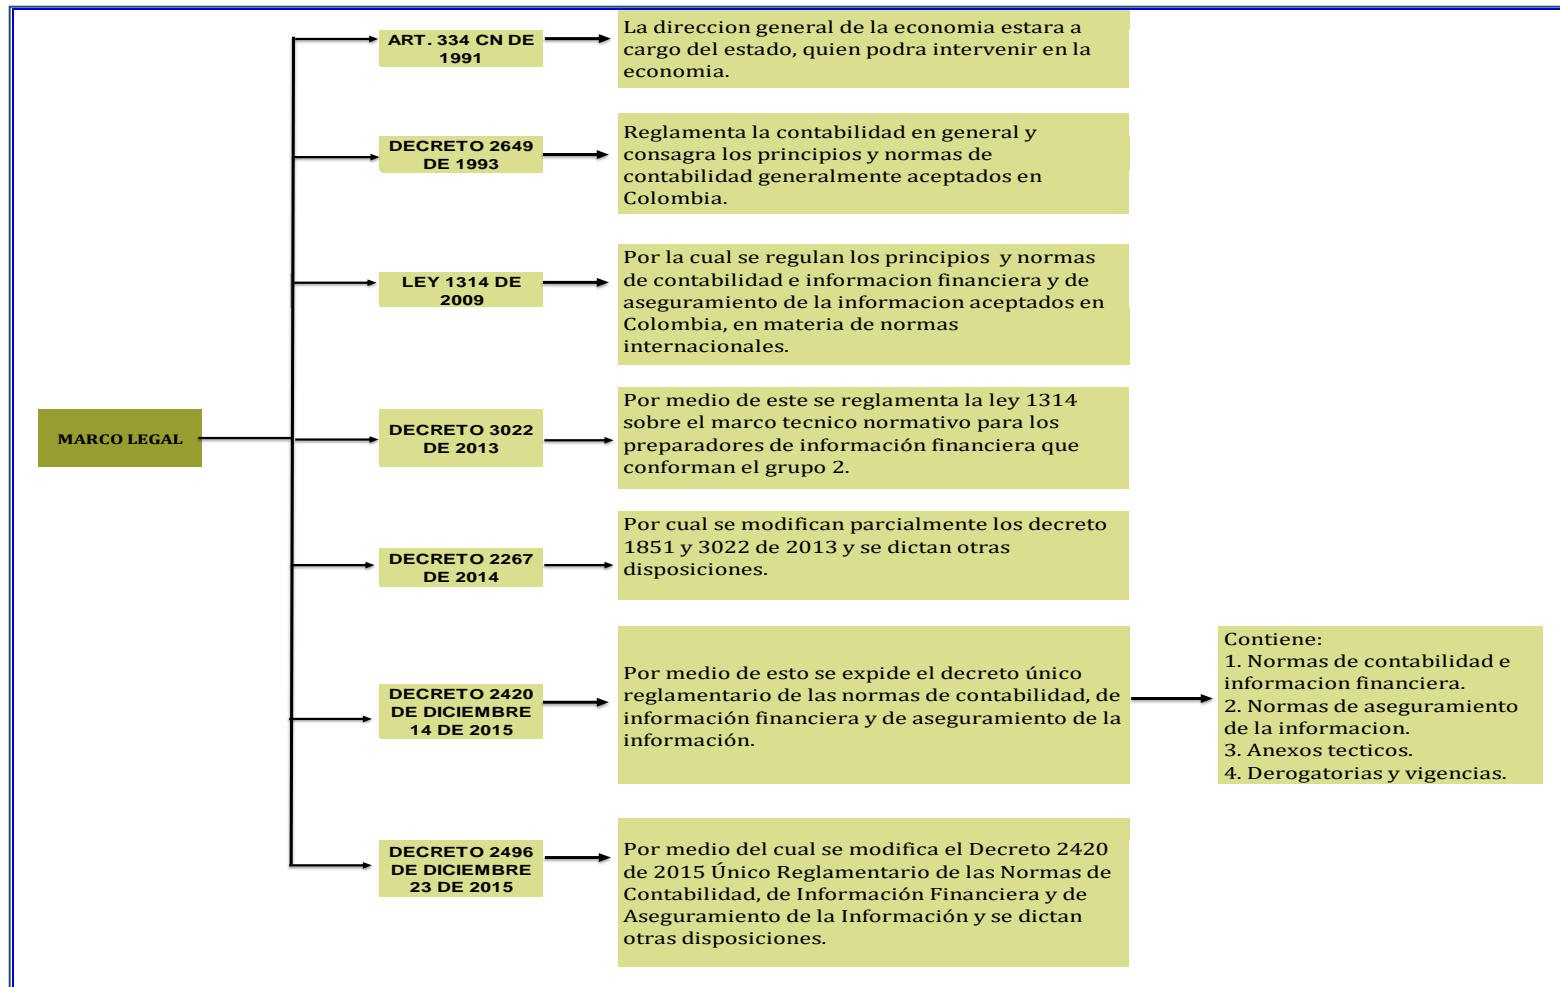 MARCO LEGAL
ART. 334 CN DE
1991
La direccion general de la economia estara a
cargo del estado, quien podra intervenir en la
economia.
DECRETO 2649
DE 1993
Reglamenta la contabilidad en general y
consagra los principios y normas de
contabilidad generalmente aceptados en
Colombia.
LEY 1314 DE
2009
Por la cual se regulan los principios y normas
de contabilidad e informacion financiera y de
aseguramiento de la informacion aceptados en
Colombia, en materia de normas
internacionales.
DECRETO 3022
DE 2013
Por medio de este se reglamenta la ley 1314
sobre el marco tecnico normativo para los
preparadores de información financiera que
conforman el grupo 2.
DECRETO 2267
DE 2014
Por cual se modifican parcialmente los decreto
1851 y 3022 de 2013 y se dictan otras
disposiciones.
DECRETO 2420
DE DICIEMBRE
14 DE 2015
Por medio de esto se expide el decreto único
reglamentario de las normas de contabilidad, de
información financiera y de aseguramiento de la
información.
Contiene:
1. Normas de contabilidad e
informacion financiera.
2. Normas de aseguramiento
de la informacion.
3. Anexos tecticos.
4. Derogatorias y vigencias.
DECRETO 2496
DE DICIEMBRE
23 DE 2015
Por medio del cual se modifica el Decreto 2420
de 2015 Único Reglamentario de las Normas de
Contabilidad, de Información Financiera y de
Aseguramiento de la Información y se dictan
otras disposiciones.